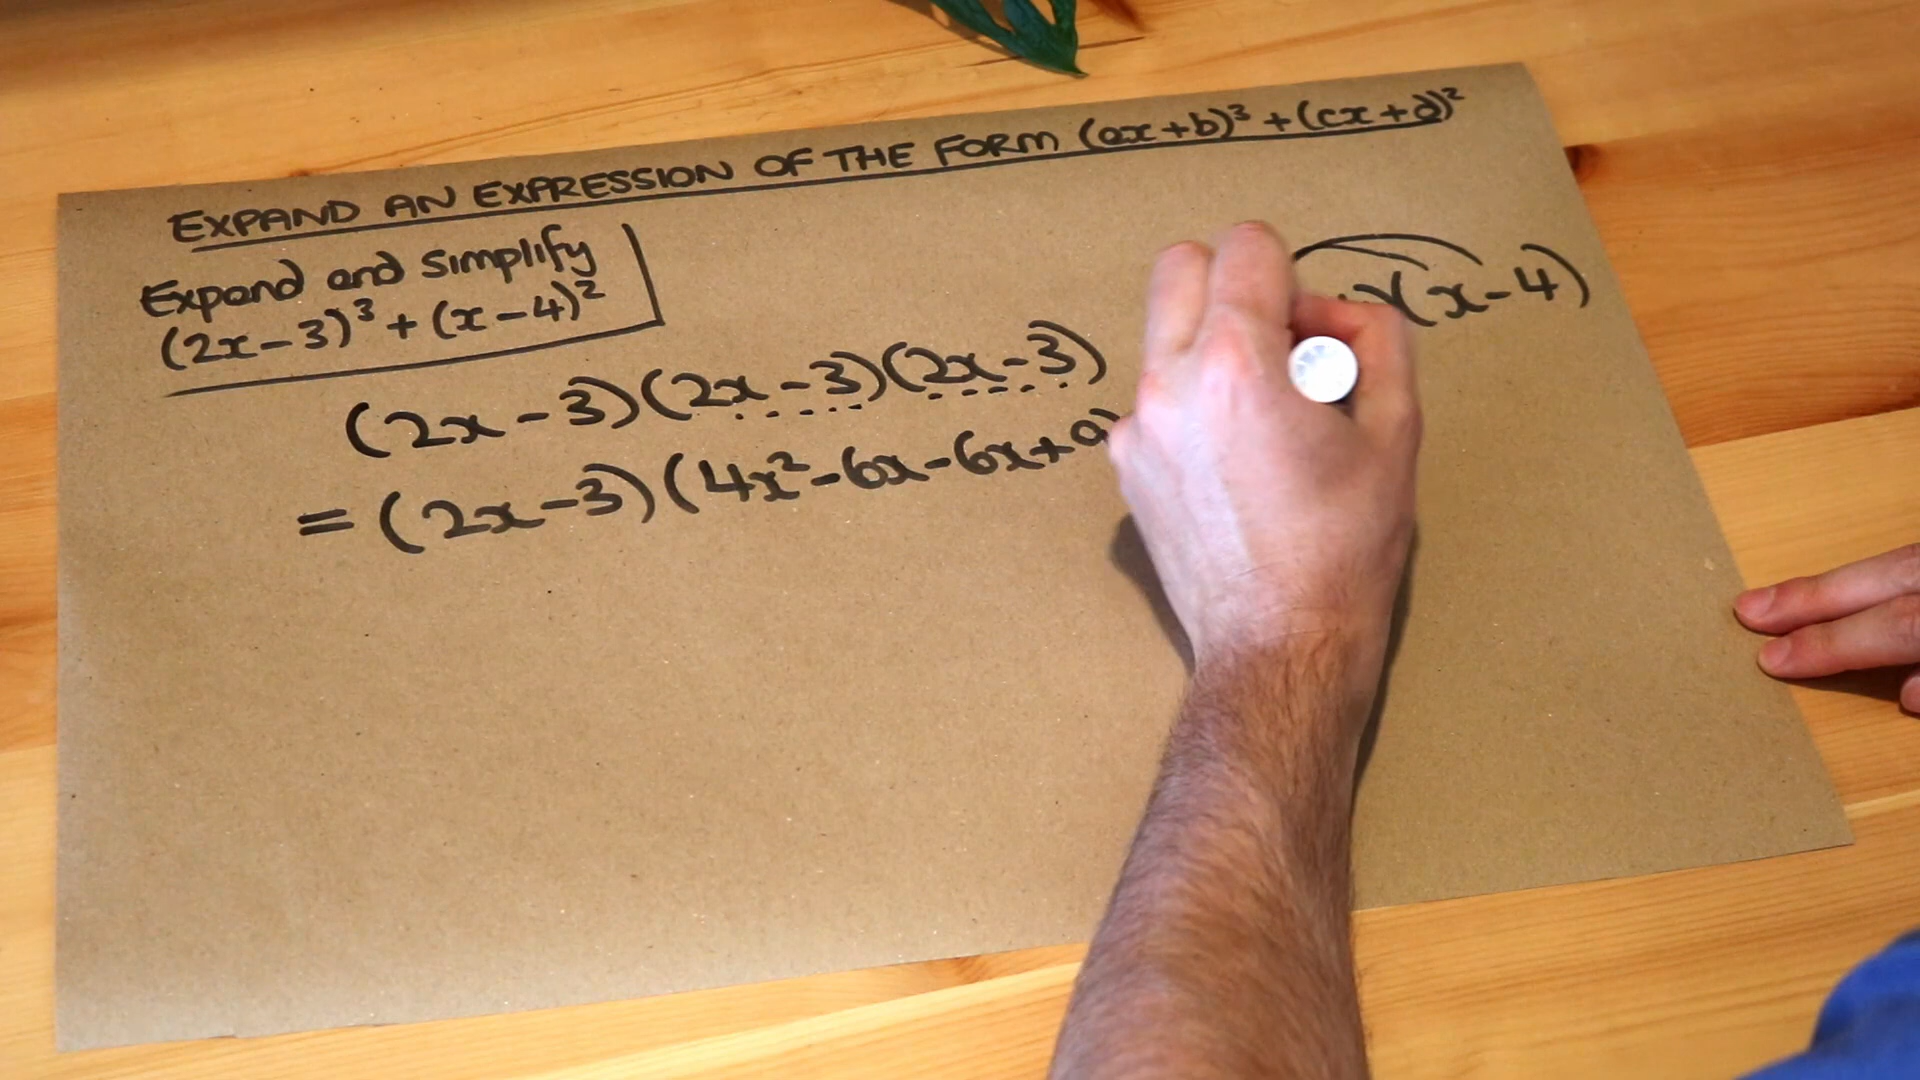 EXPAND AN EXPRESSION OF THE FORM (ax+b)³ + (cx+d)²
Expand and simplify
(2x-3)³ + (x-4)²
(2x-3)(2x-3)(2x-3)
)(x-4)
= (2x-3)(4x²-6x-6x+9)